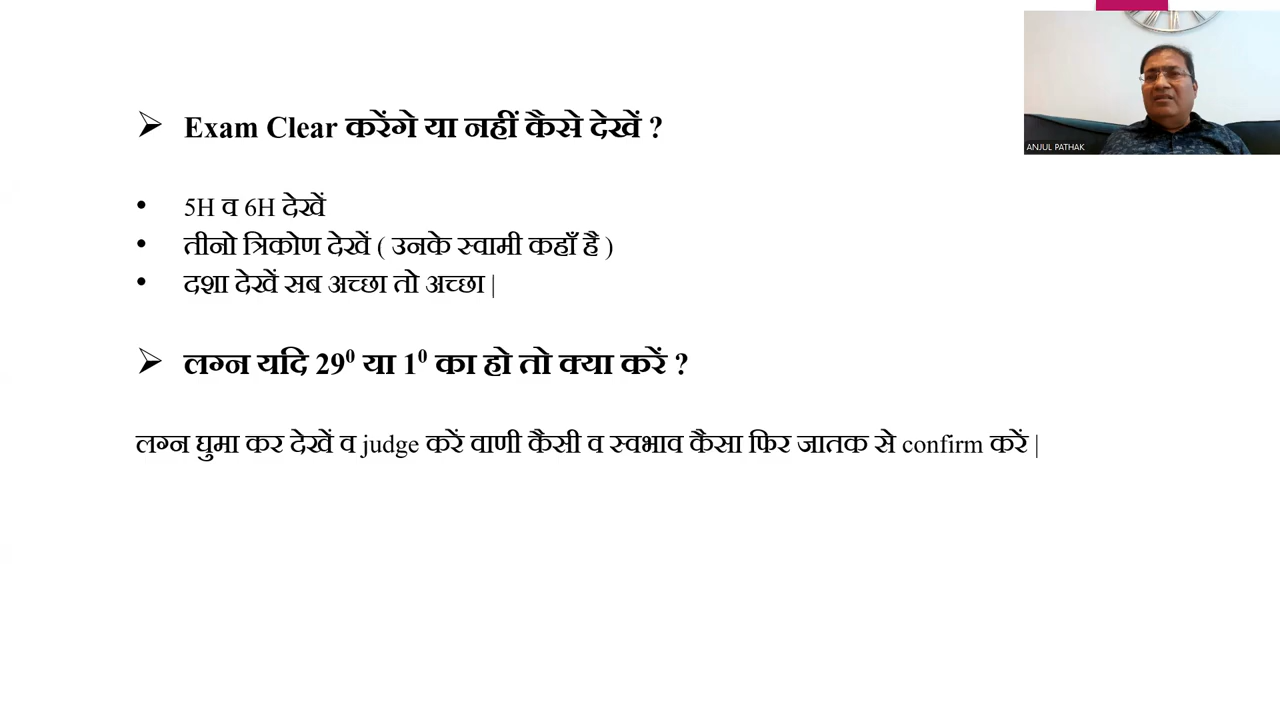 ➢ Exam Clear करेंगे या नहीं कैसे देखें ?
• 5H व 6H देखें
• तीनो त्रिकोण देखें ( उनके स्वामी कहाँ है )
• दशा देखें सब अच्छा तो अच्छा |
➢ लग्न यदि 29⁰ या 1⁰ का हो तो क्या करें ?
लग्न घुमा कर देखें व judge करें वाणी कैसी व स्वभाव कैसा फिर जातक से confirm करें |
ANJUL PATHAK